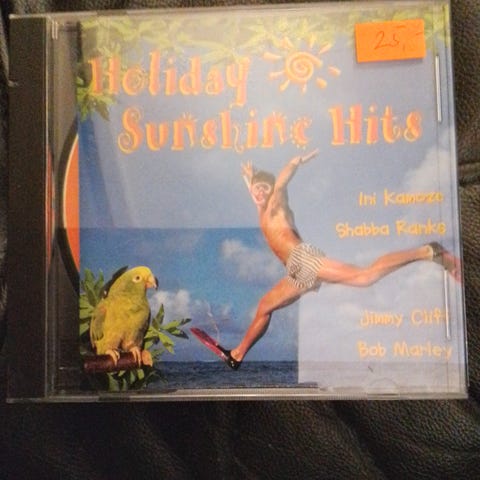 25,-
Holiday
Sunshine Hits
Ini Kamoze
Shabba Ranks
Jimmy Cliff
Bob Marley